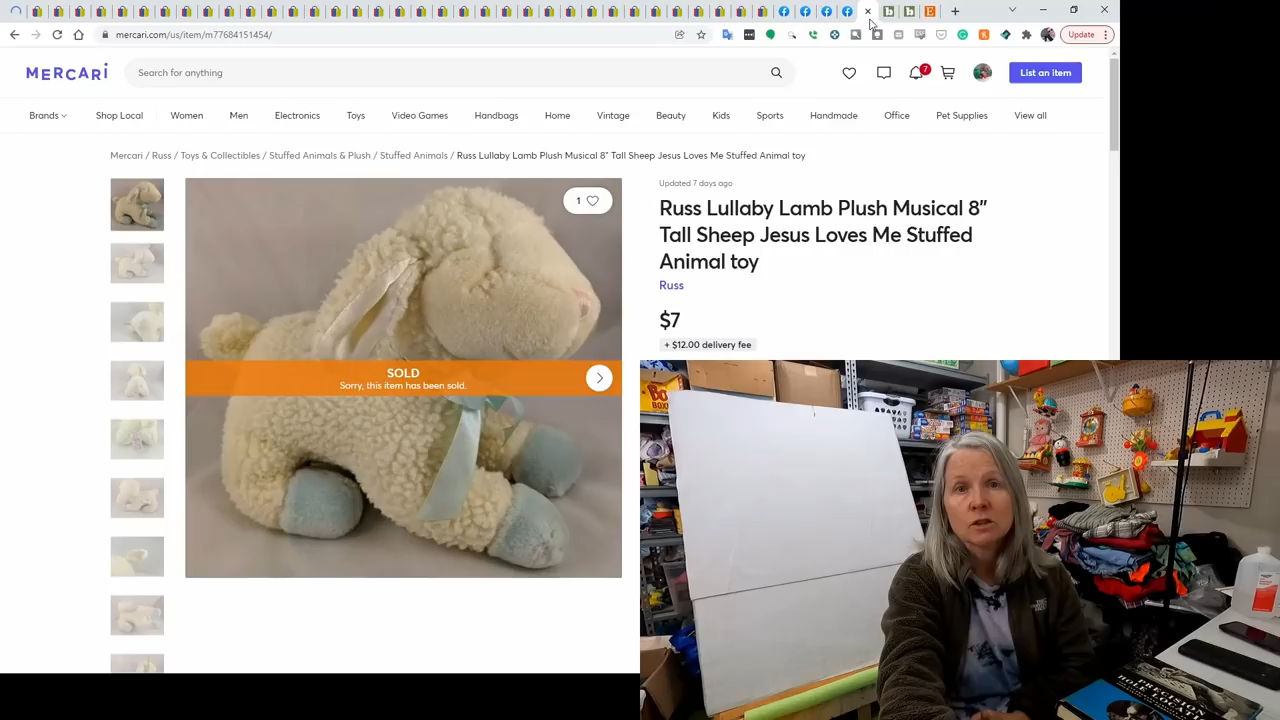 mercari.com/us/item/m77684151454/
Update
MERCARI
Search for anything
7
List an item
Brands
Shop Local
Women
Men
Electronics
Toys
Video Games
Handbags
Home
Vintage
Beauty
Kids
Sports
Handmade
Office
Pet Supplies
View all
Mercari / Russ / Toys & Collectibles / Stuffed Animals & Plush / Stuffed Animals / Russ Lullaby Lamb Plush Musical 8" Tall Sheep Jesus Loves Me Stuffed Animal toy
1
Updated 7 days ago
Russ Lullaby Lamb Plush Musical 8"
Tall Sheep Jesus Loves Me Stuffed
Animal toy
Russ
$7
+ $12.00 delivery fee
SOLD
Sorry, this item has been sold.
PRECISION
HOLE